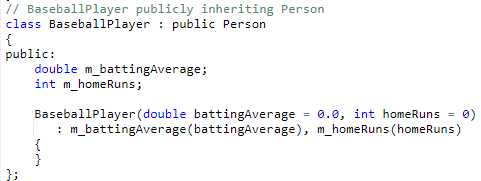 // BaseballPlayer publicly inheriting Person
class BaseballPlayer : public Person
{
public:
    double m_battingAverage;
    int m_homeRuns;

    BaseballPlayer(double battingAverage = 0.0, int homeRuns = 0)
       : m_battingAverage(battingAverage), m_homeRuns(homeRuns)
    {
    }
};